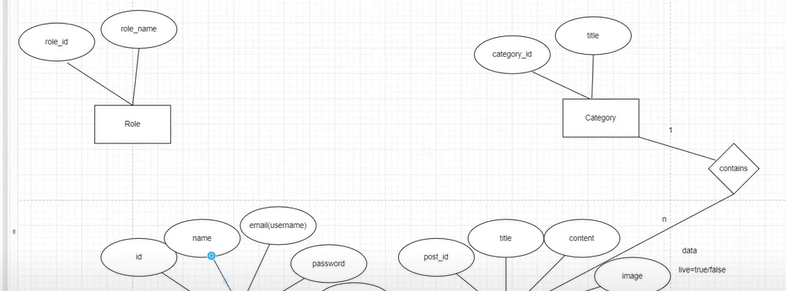 role_id
role_name
Role
category_id
title
Category
1
contains
n
id
name
email(username)
password
post_id
title
content
image
data
live=true/false